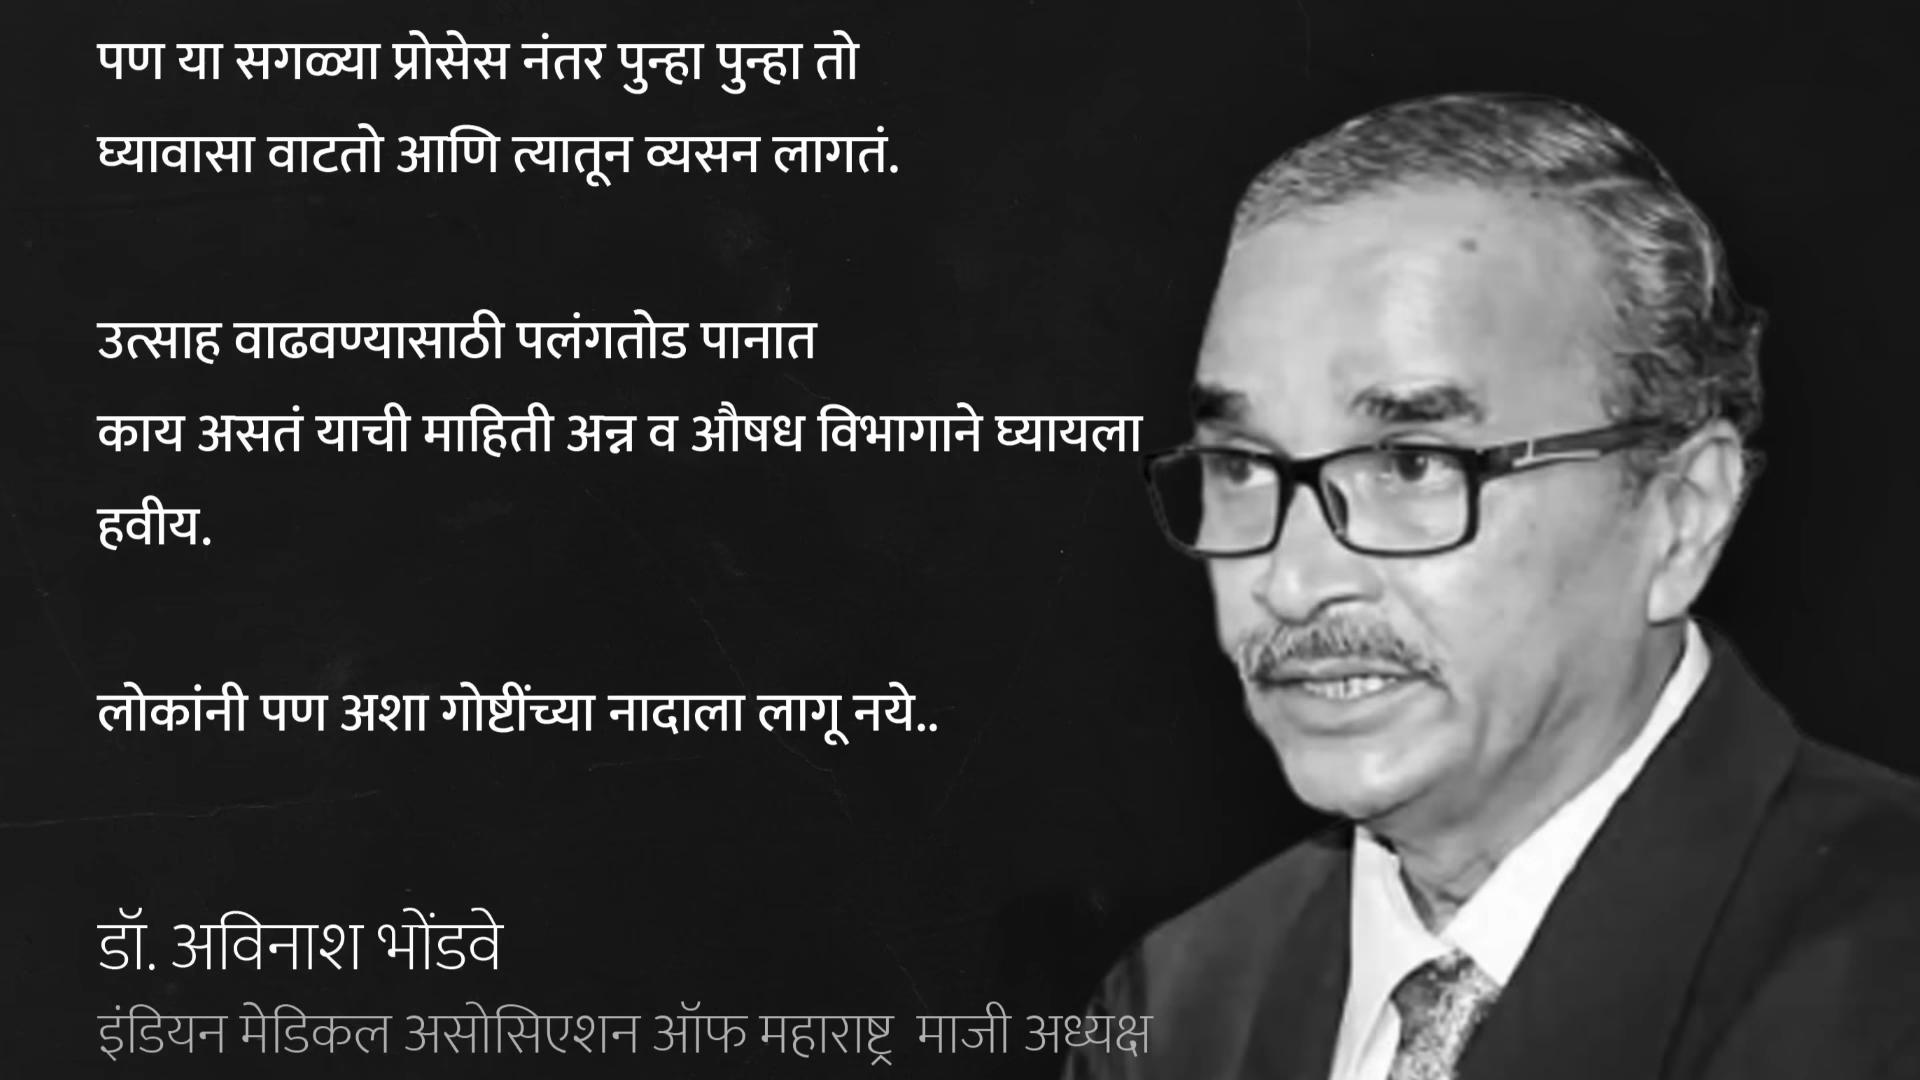 पण या सगळ्या प्रोसेस नंतर पुन्हा पुन्हा तो
घ्यावासा वाटतो आणि त्यातून व्यसन लागतं.
उत्साह वाढवण्यासाठी पलंगतोड पानात
काय असतं याची माहिती अन्न व औषध विभागाने घ्यायला
हवीय.
लोकांनी पण अशा गोष्टींच्या नादाला लागू नये..
डॉ. अविनाश भोंडवे
इंडियन मेडिकल असोसिएशन ऑफ महाराष्ट्र माजी अध्यक्ष